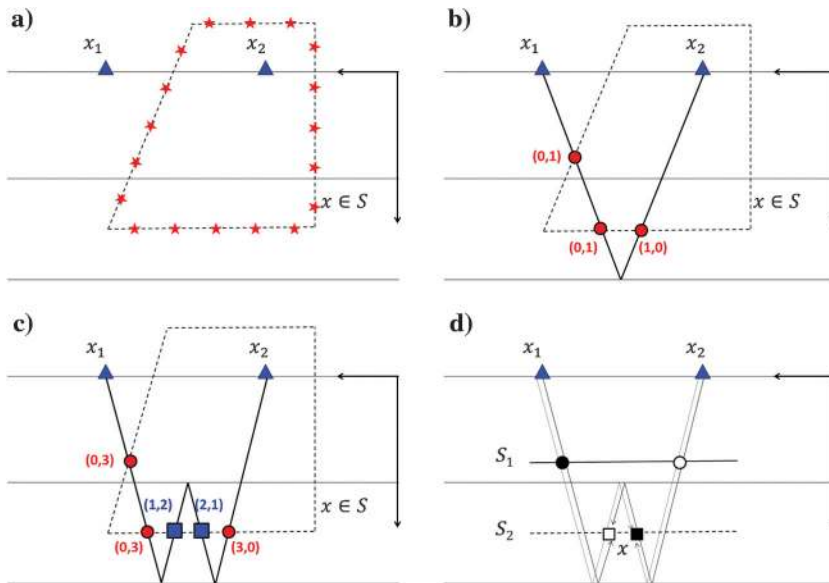 a)
x₁ x₂
x ∈ S
b)
x₁ x₂
(0,1)
x ∈ S
(0,1) (1,0)
c)
x₁ x₂
(0,3)
x ∈ S
(1,2) (2,1)
(0,3) (3,0)
d)
x₁ x₂
S₁
S₂
x